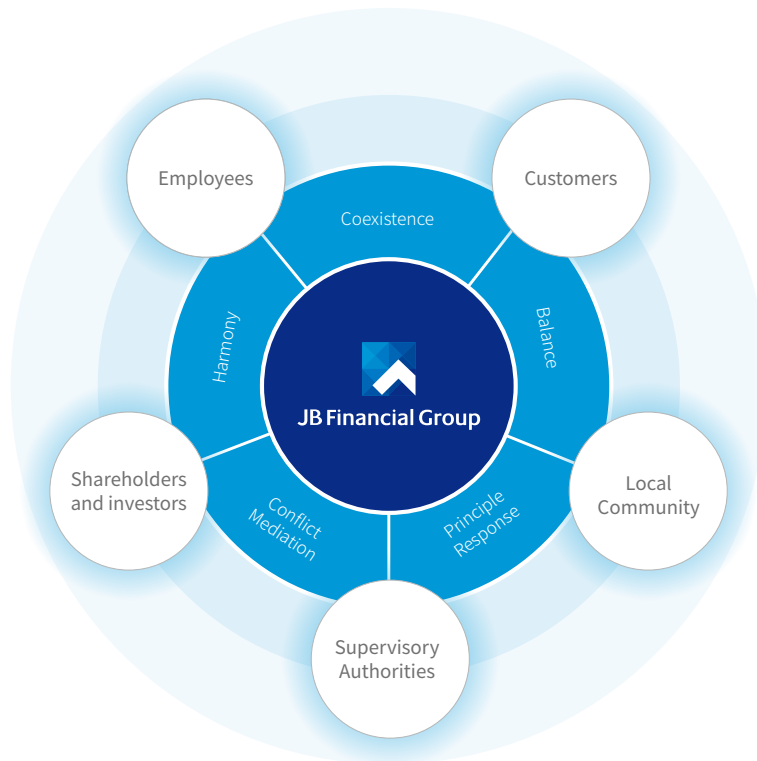 Employees
Customers
Coexistence
Harmony
Balance
JB Financial Group
Shareholders
and investors
Local
Community
Conflict
Mediation
Principle
Response
Supervisory
Authorities